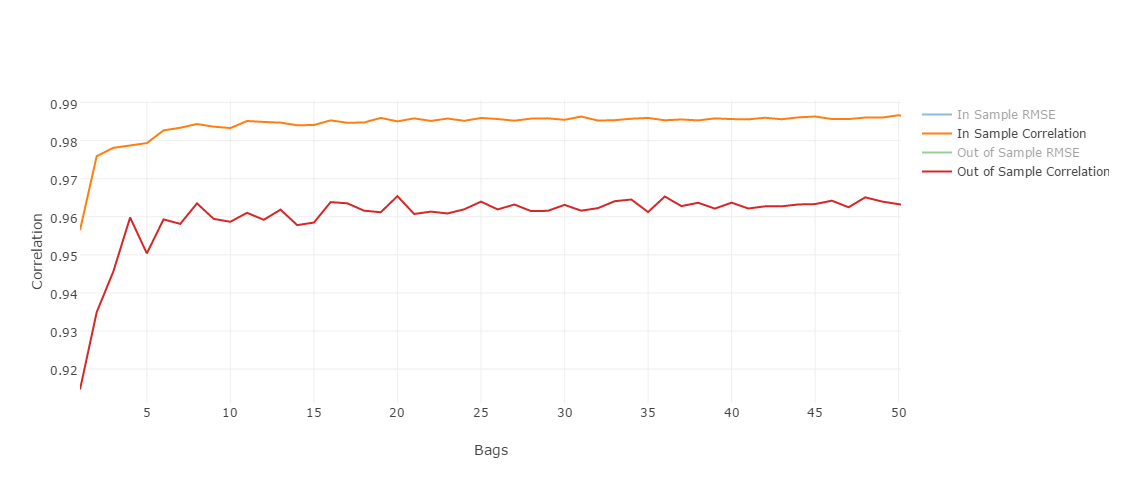 0.99
0.98
0.97
0.96
0.95
0.94
0.93
0.92
Correlation
5 10 15 20 25 30 35 40 45 50
Bags
In Sample RMSE
In Sample Correlation
Out of Sample RMSE
Out of Sample Correlation